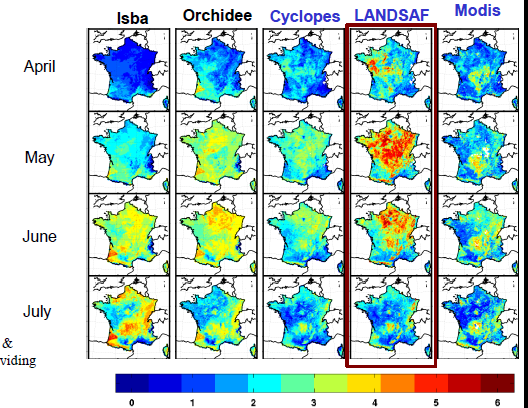 Isba Orchidee Cyclopes LANDSAF Modis
April
May
June
July
&
viding
0 1 2 3 4 5 6